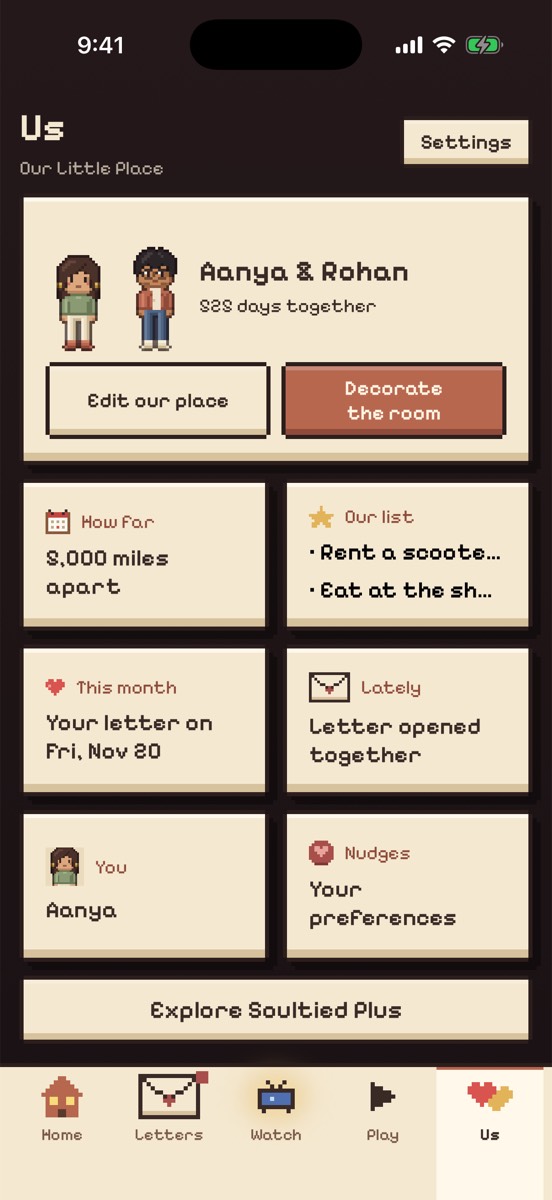 9:41
Us
Settings
Our Little Place
Aanya & Rohan
828 days together
Edit our place
Decorate
the room
How far
8,000 miles
apart
Our list
· Rent a scoote...
· Eat at the sh...
This month
Your letter on
Fri, Nov 20
Lately
Letter opened
together
You
Aanya
Nudges
Your
preferences
Explore Soultied Plus
Home
Letters
Watch
Play
Us